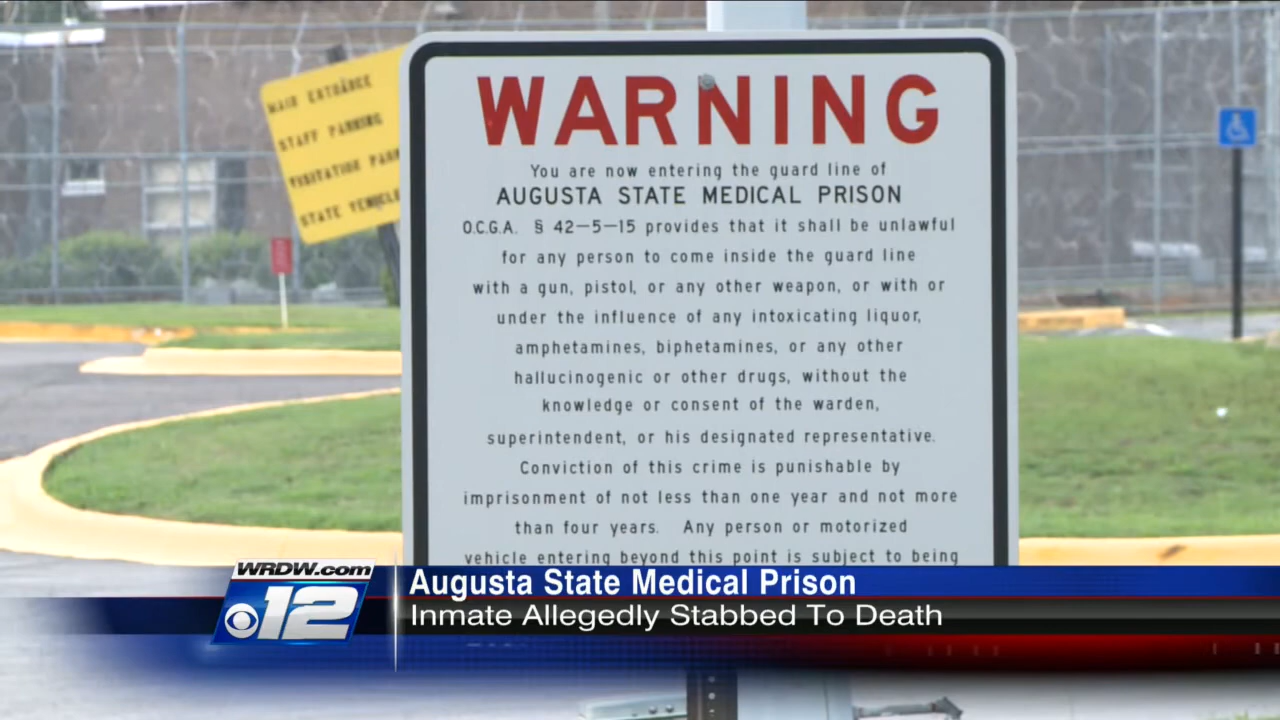 MAIN ENTRANCE
STAFF PARKING
VISITATION PARK
STATE VEHICLE
WARNING
You are now entering the guard line of
AUGUSTA STATE MEDICAL PRISON
O.C.G.A. § 42-5-15 provides that it shall be unlawful
for any person to come inside the guard line
with a gun, pistol, or any other weapon, or with or
under the influence of any intoxicating liquor,
amphetamines, biphetamines, or any other
hallucinogenic or other drugs, without the
knowledge or consent of the warden,
superintendent, or his designated representative.
Conviction of this crime is punishable by
imprisonment of not less than one year and not more
than four years. Any person or motorized
vehicle entering beyond this point is subject to being
WRDW.com
12
Augusta State Medical Prison
Inmate Allegedly Stabbed To Death